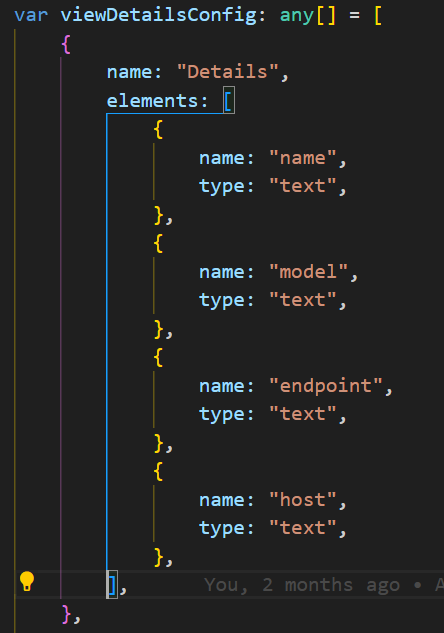 var viewDetailsConfig: any[] = [
    {
        name: "Details",
        elements: [
            {
                name: "name",
                type: "text",
            },
            {
                name: "model",
                type: "text",
            },
            {
                name: "endpoint",
                type: "text",
            },
            {
                name: "host",
                type: "text",
            },
        ],      You, 2 months ago • A
    },